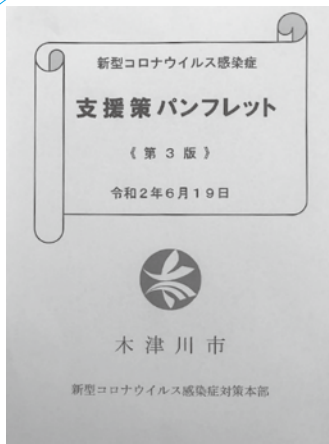 新型コロナウイルス感染症
支援策パンフレット
《 第 3 版 》
令和2年6月19日
木津川市
新型コロナウイルス感染症対策本部